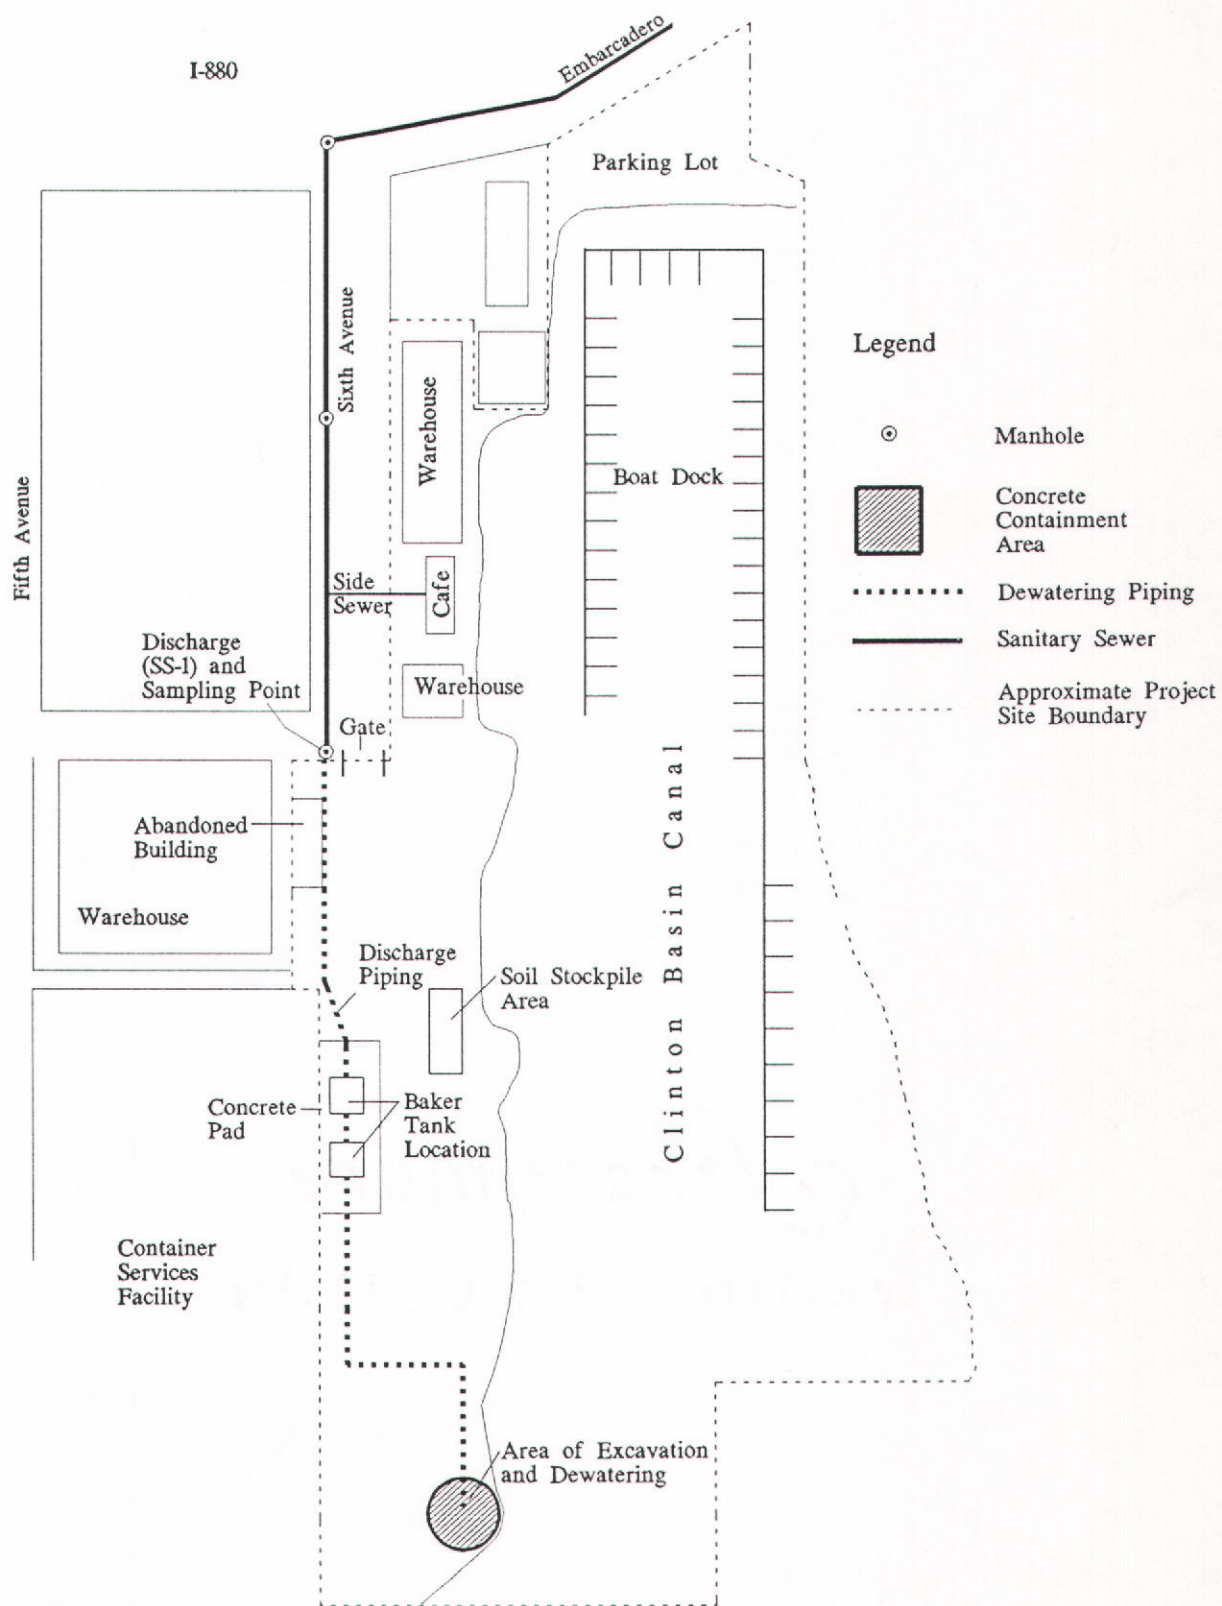 I-880
Embarcadero
Parking Lot
Sixth Avenue
Warehouse
Boat Dock
Fifth Avenue
Side
Sewer
Cafe
Discharge
(SS-1) and
Sampling Point
Warehouse
Gate
Abandoned
Building
Warehouse
Clinton Basin Canal
Discharge
Piping
Soil Stockpile
Area
Concrete
Pad
Baker
Tank
Location
Container
Services
Facility
Area of Excavation
and Dewatering
Legend
Manhole
Concrete
Containment
Area
Dewatering Piping
Sanitary Sewer
Approximate Project
Site Boundary